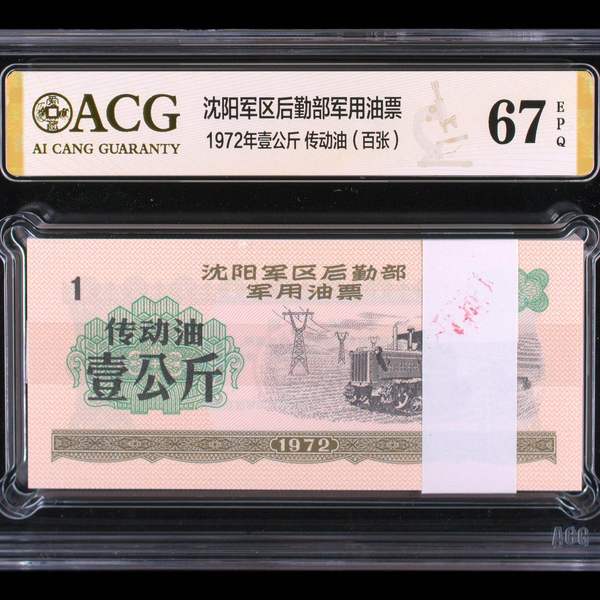 ACG
AI CANG GUARANTY
沈阳军区后勤部军用油票
1972年壹公斤 传动油（百张）
67
EPQ
1
沈阳军区后勤部
军用油票
传动油
壹公斤
1972
ACG